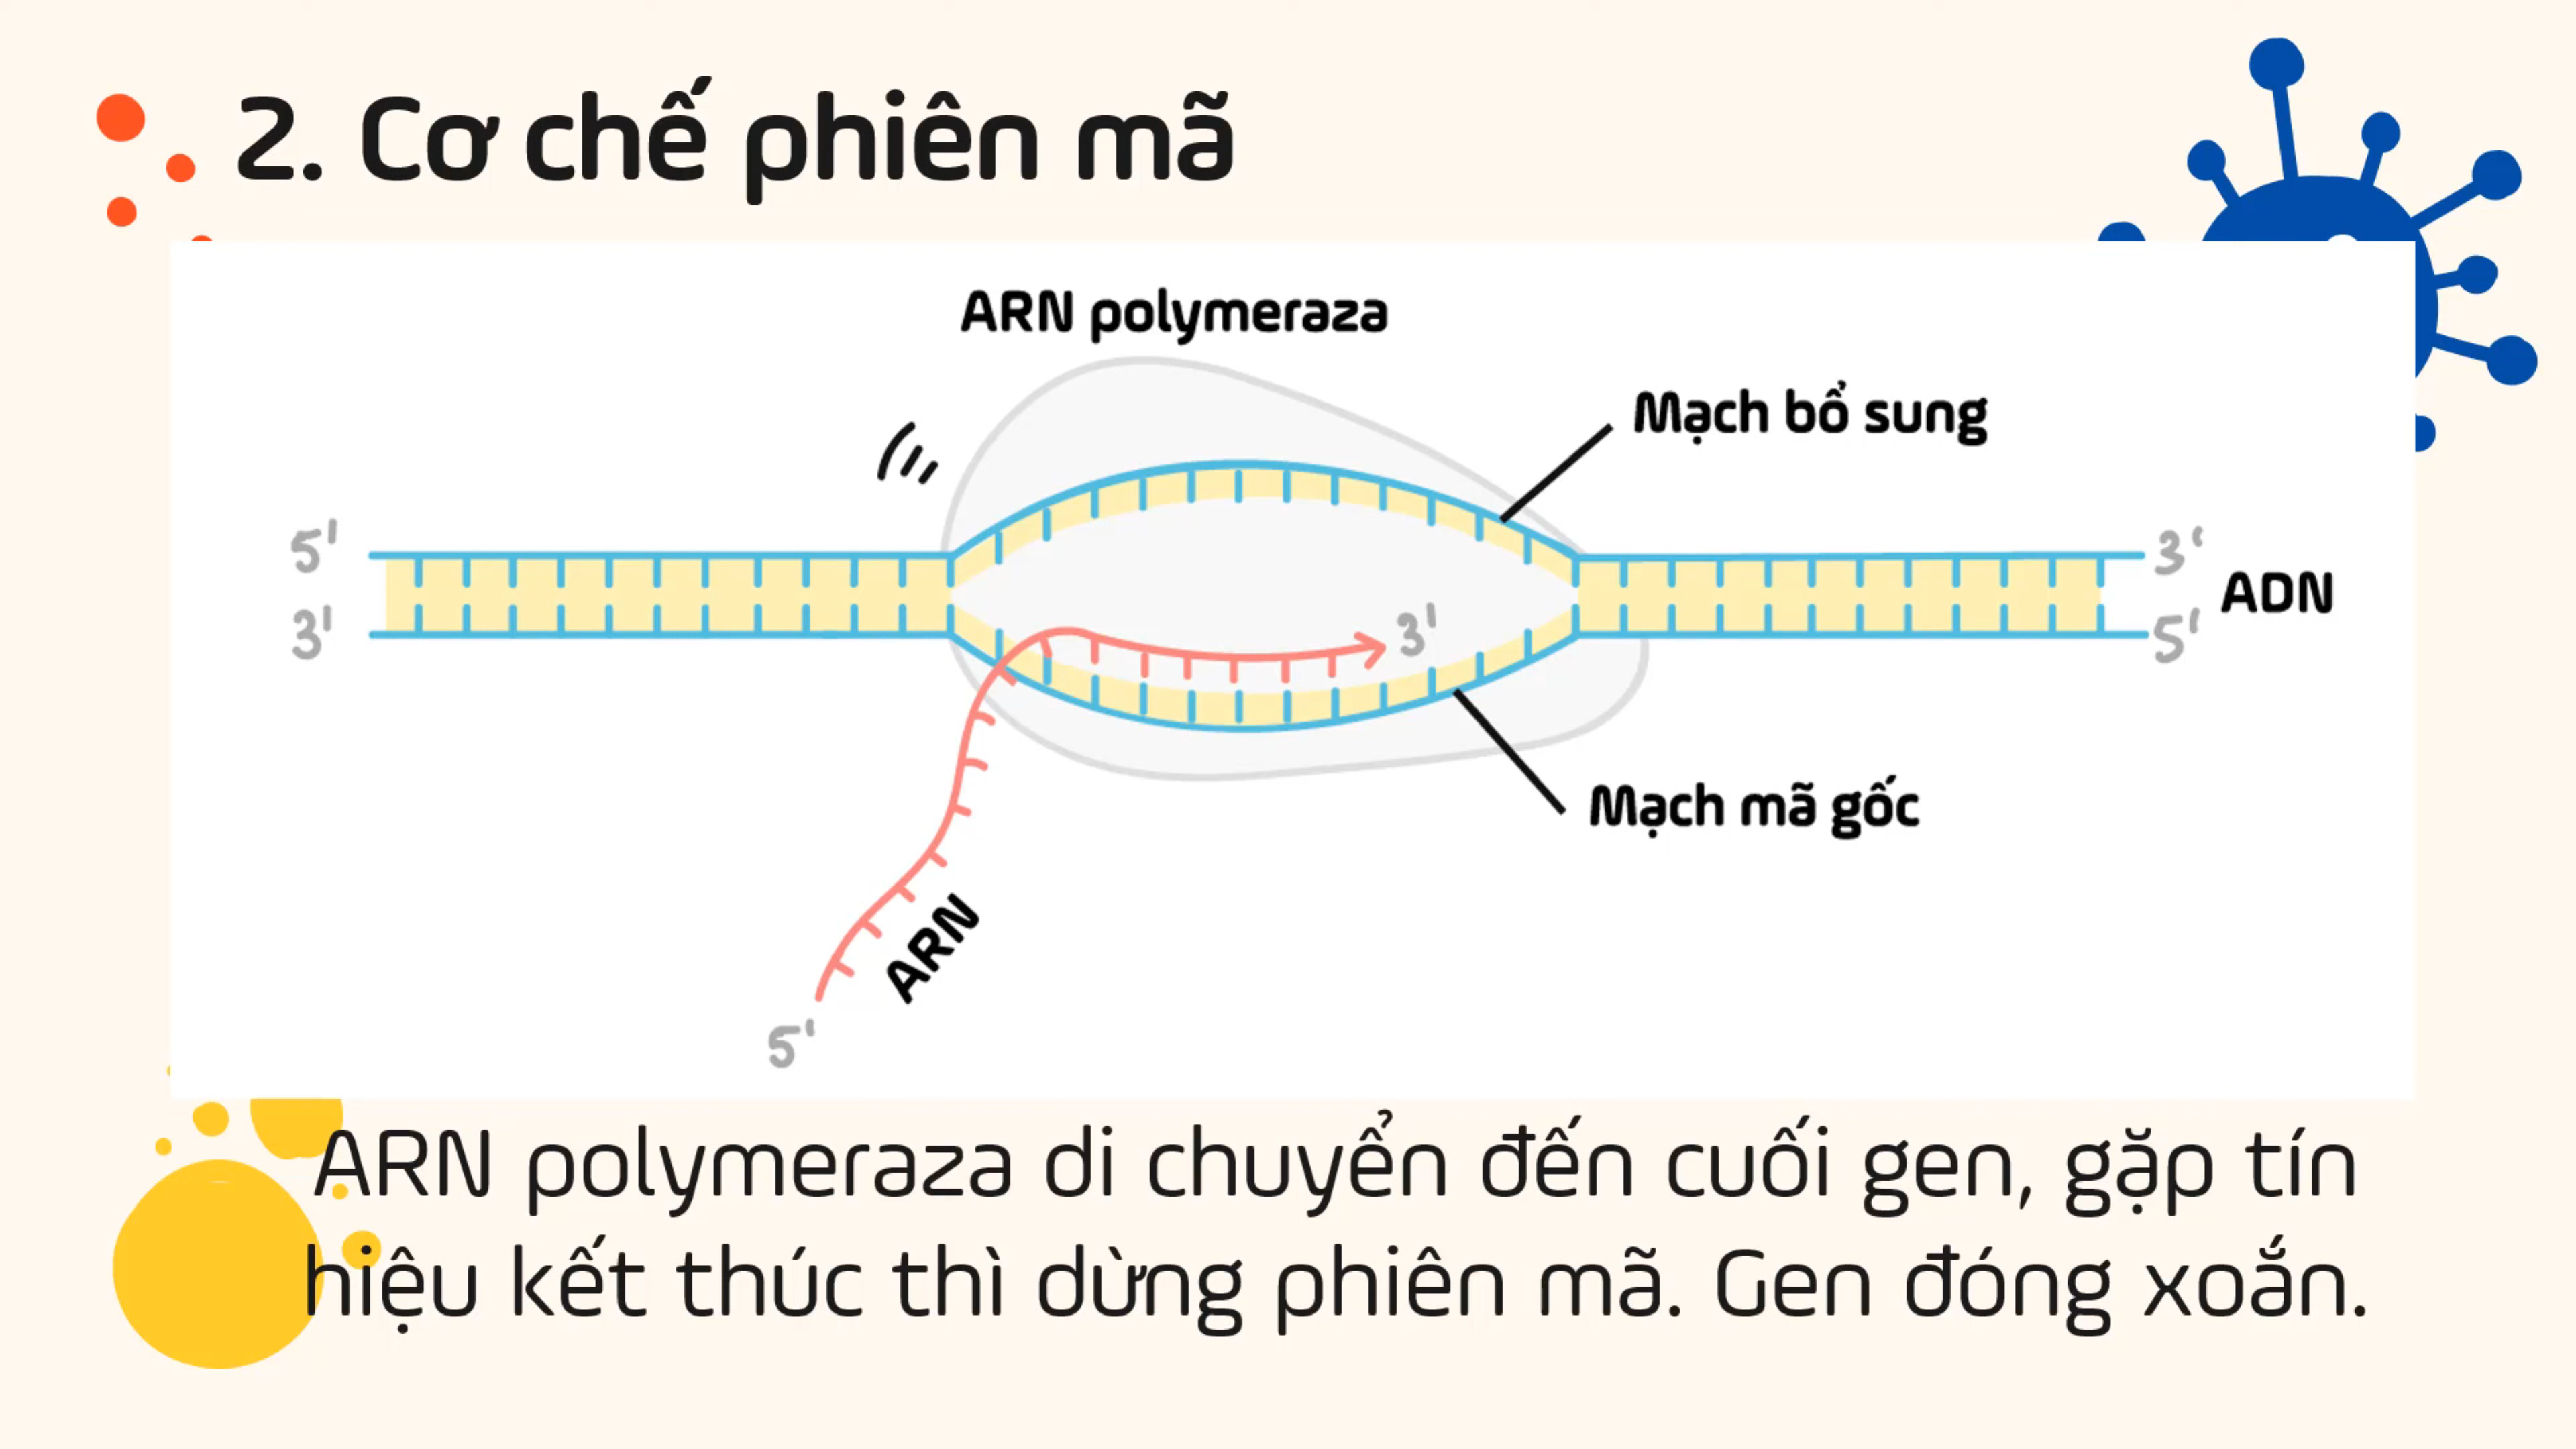 2. Cơ chế phiên mã
ARN polymeraza
Mạch bổ sung
5'
3'
3'
3'
5'
ADN
Mạch mã gốc
ARN
5'
ARN polymeraza di chuyển đến cuối gen, gặp tín
hiệu kết thúc thì dừng phiên mã. Gen đóng xoắn.